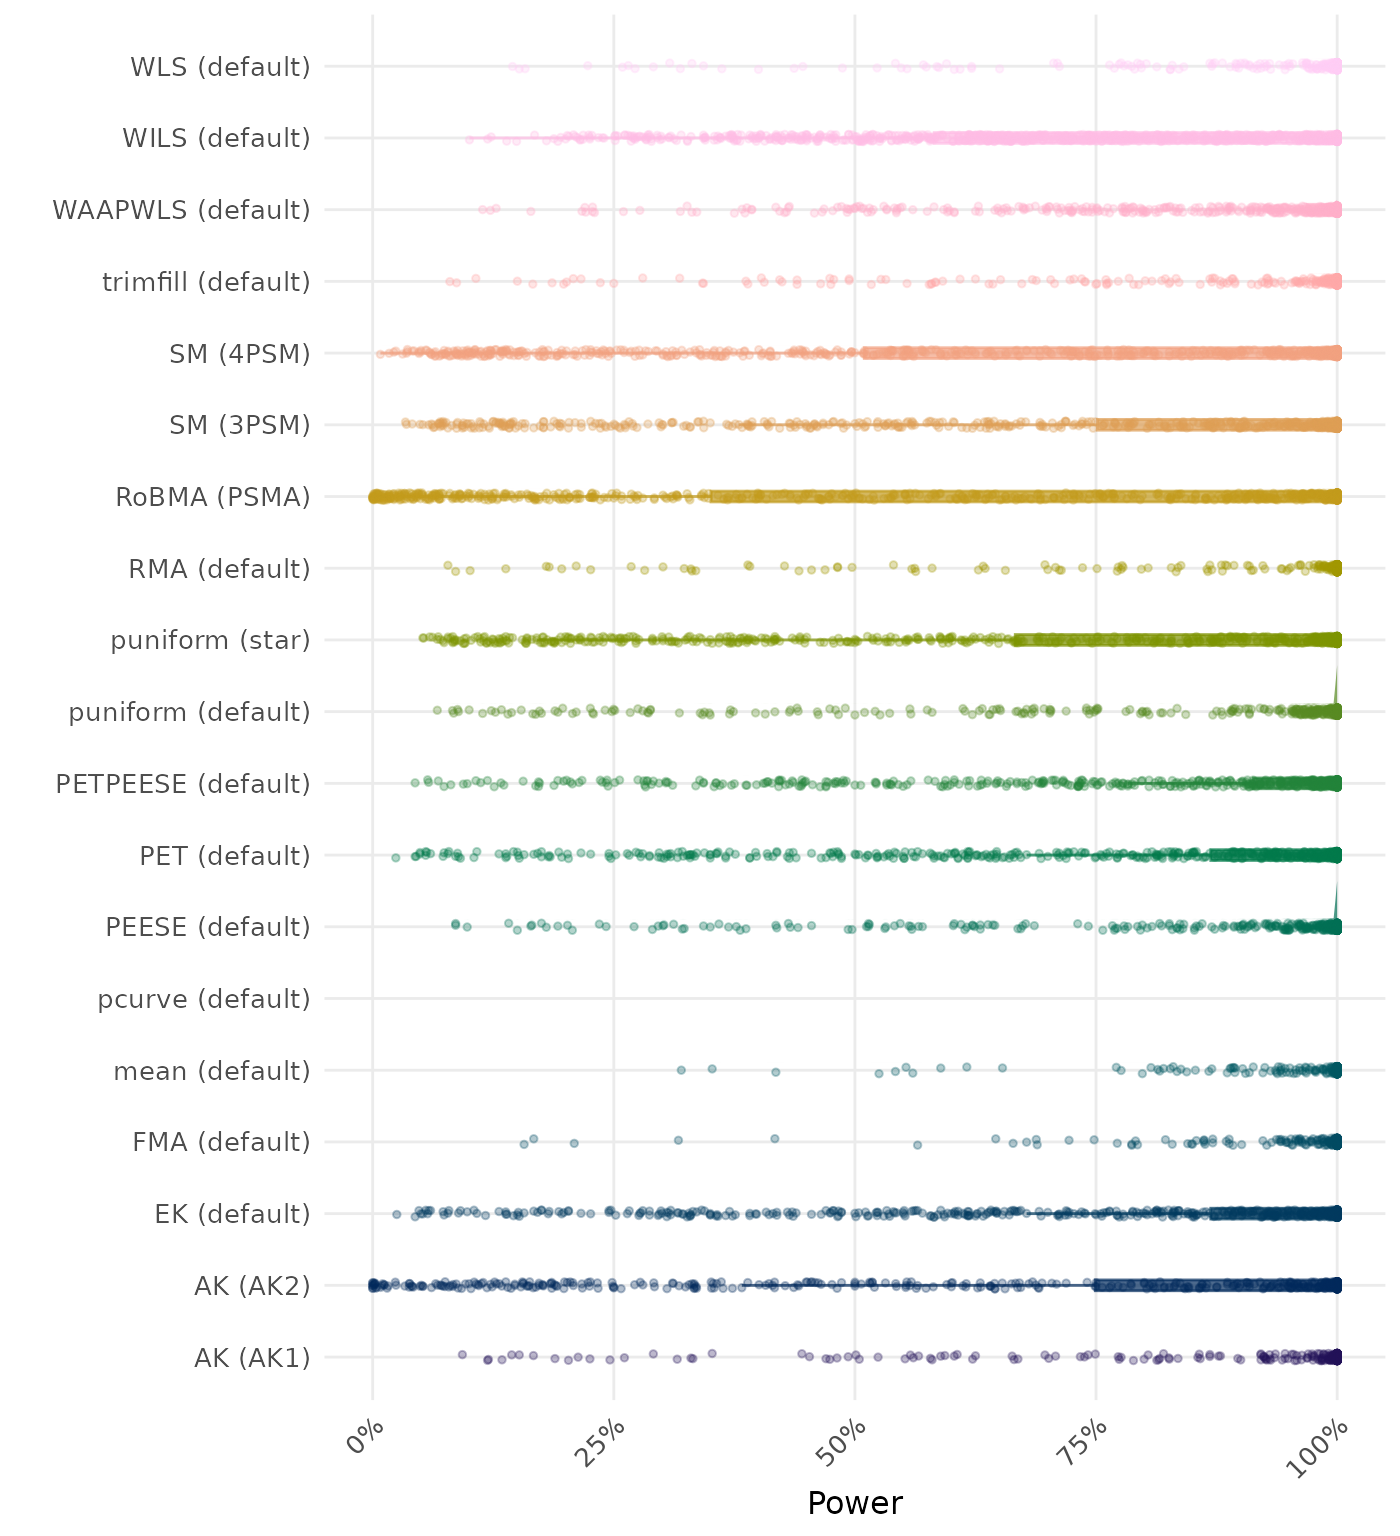 WLS (default)
WILS (default)
WAAPWLS (default)
trimfill (default)
SM (4PSM)
SM (3PSM)
RoBMA (PSMA)
RMA (default)
puniform (star)
puniform (default)
PETPEESE (default)
PET (default)
PEESE (default)
pcurve (default)
mean (default)
FMA (default)
EK (default)
AK (AK2)
AK (AK1)
0% 25% 50% 75% 100%
Power